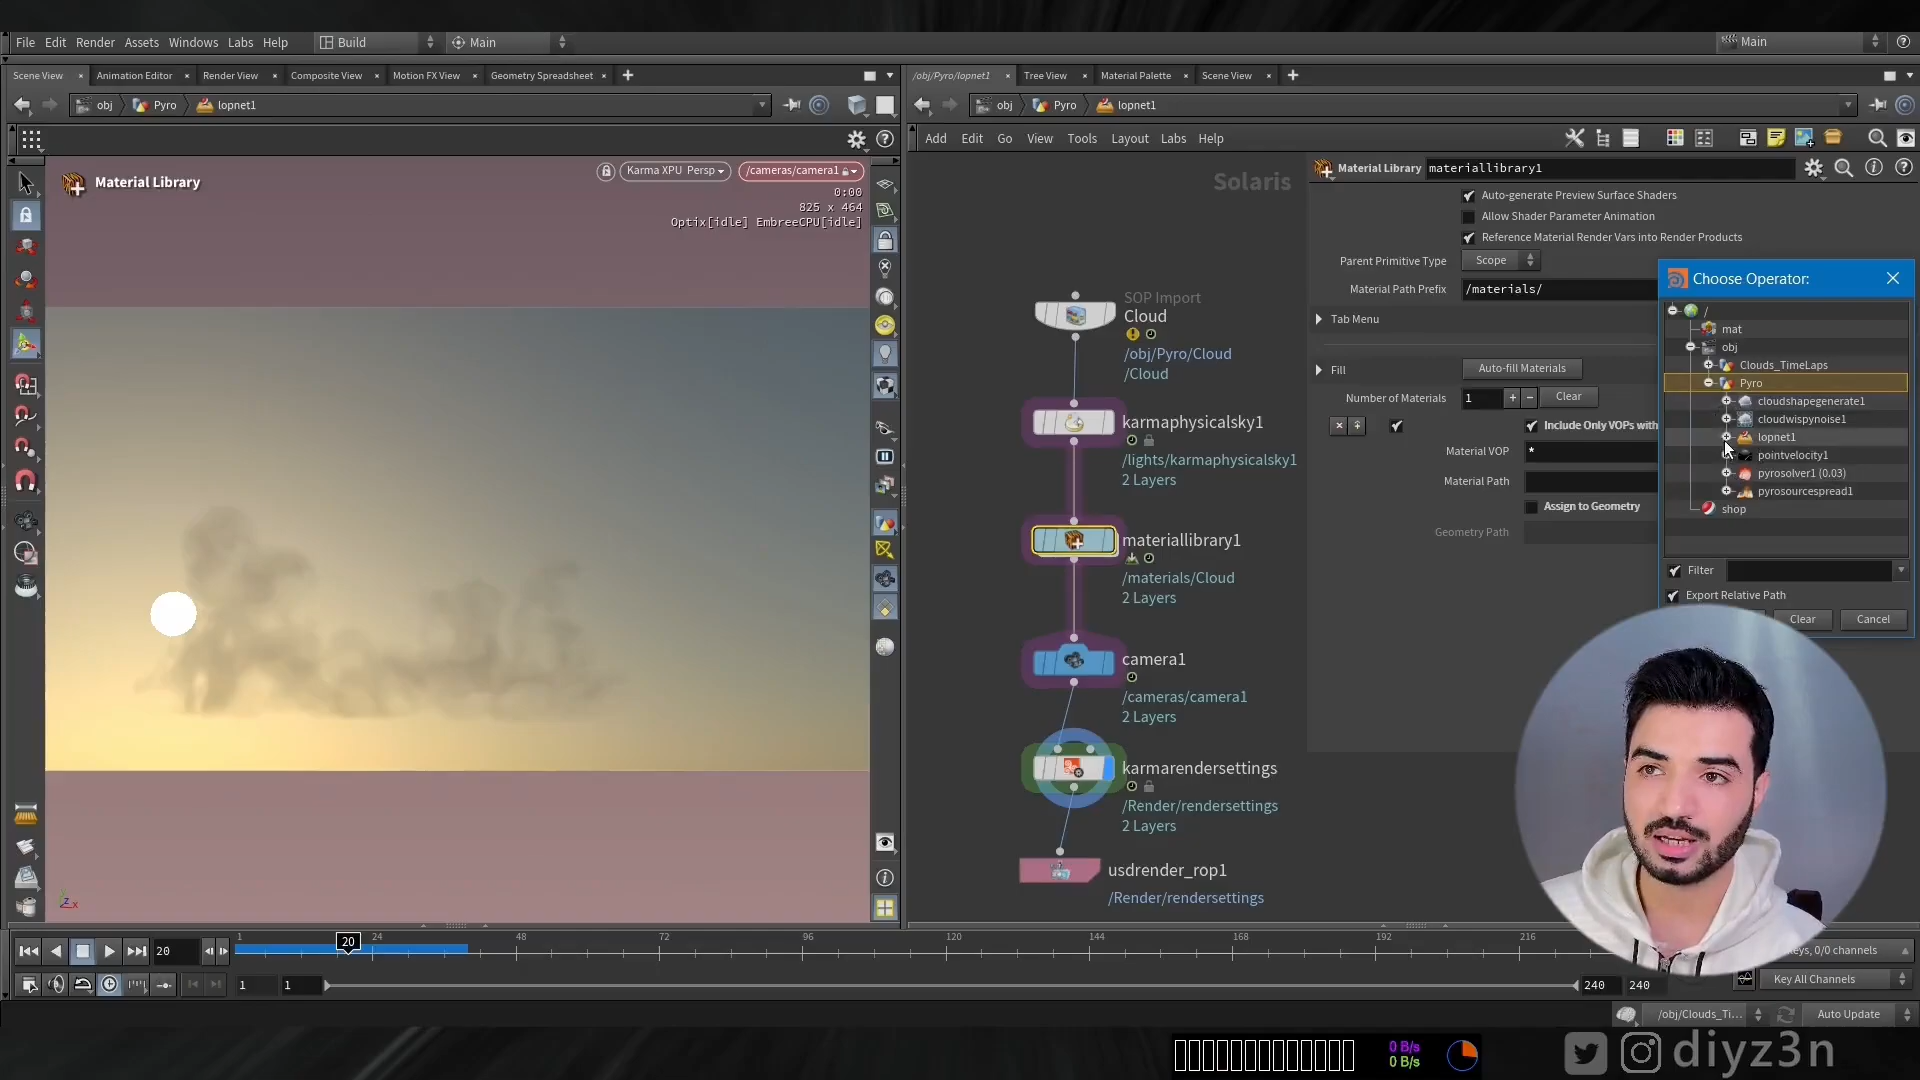 File Edit Render Assets Windows Labs Help Build Main Main
Scene View Animation Editor Render View Composite View Motion FX View Geometry Spreadsheet
/obj/Pyro/lopnet1 Tree View Material Palette Scene View
obj Pyro lopnet1
obj Pyro lopnet1
Add Edit Go View Tools Layout Labs Help
Material Library
Karma XPU Persp /cameras/camera1
0:00
825 x 464
Optix[idle] EmbreeCPU[idle]
Solaris
SOP Import
Cloud
/obj/Pyro/Cloud
/Cloud
karmaphysicalsky1
/lights/karmaphysicalsky1
2 Layers
materiallibrary1
/materials/Cloud
2 Layers
camera1
/cameras/camera1
2 Layers
karmarendersettings
/Render/rendersettings
2 Layers
usdrender_rop1
/Render/rendersettings
Material Library materiallibrary1
Auto-generate Preview Surface Shaders
Allow Shader Parameter Animation
Reference Material Render Vars into Render Products
Parent Primitive Type Scope
Material Path Prefix /materials/
Tab Menu
Fill Auto-fill Materials
Number of Materials 1 + − Clear
Include Only VOPs with
Material VOP *
Material Path
Assign to Geometry
Geometry Path
Choose Operator:
/
mat
obj
Clouds_TimeLaps
Pyro
cloudshapegenerate1
cloudwispynoise1
lopnet1
pointvelocity1
pyrosolver1 (0.03)
pyrosourcespread1
shop
Filter
Export Relative Path
Clear Cancel
20
1 20 24 48 72 96 120 144 168 192 216
keys, 0/0 channels
1 1 240 240
Key All Channels
/obj/Clouds_Ti... Auto Update
0 B/s
0 B/s
diyz3n